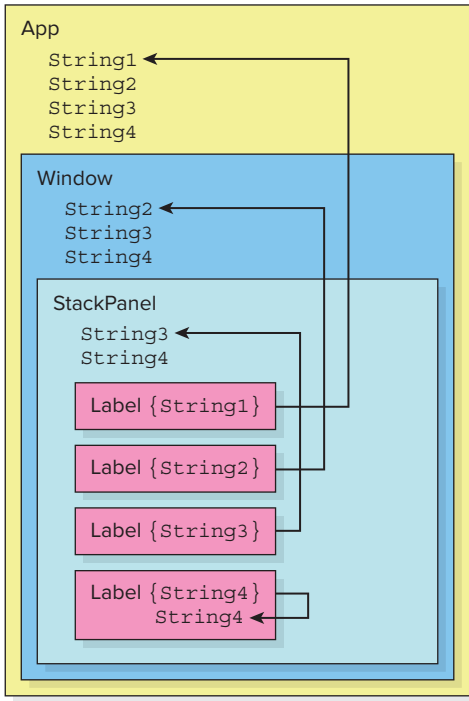 App
String1
String2
String3
String4
Window
String2
String3
String4
StackPanel
String3
String4
Label {String1}
Label {String2}
Label {String3}
Label {String4}
String4